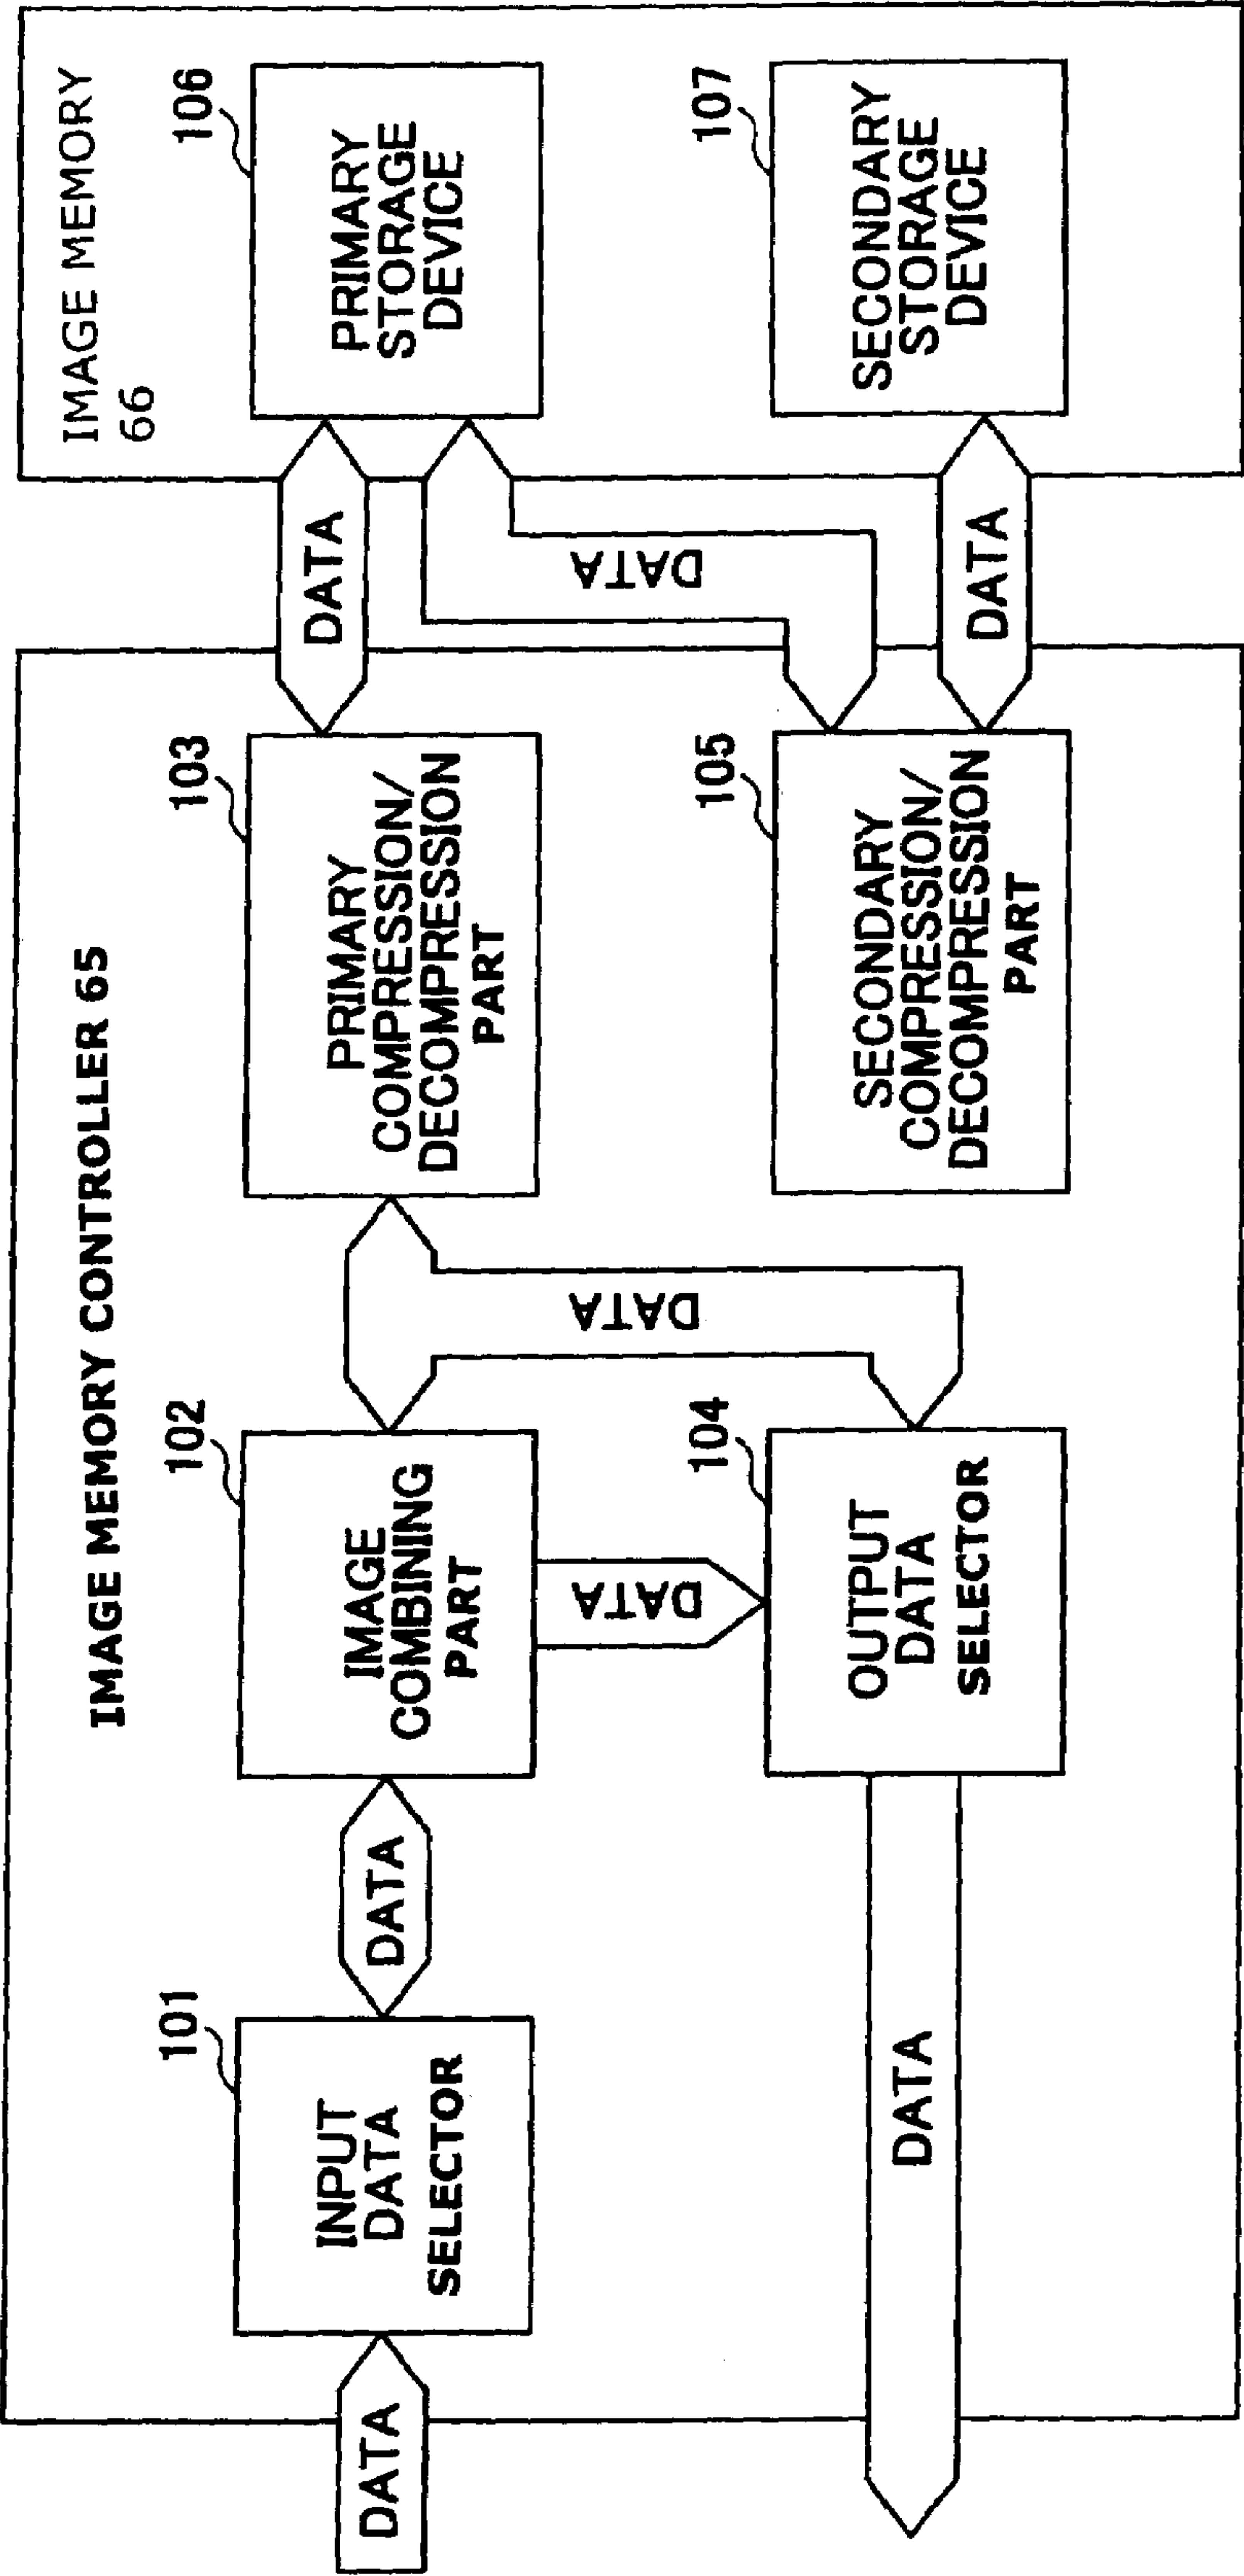 IMAGE MEMORY CONTROLLER 65
DATA
101
INPUT
DATA
SELECTOR
DATA
102
IMAGE
COMBINING
PART
DATA
DATA
103
PRIMARY
COMPRESSION/
DECOMPRESSION
PART
DATA
104
OUTPUT
DATA
SELECTOR
DATA
105
SECONDARY
COMPRESSION/
DECOMPRESSION
PART
DATA
DATA
IMAGE MEMORY
66
106
PRIMARY
STORAGE
DEVICE
107
SECONDARY
STORAGE
DEVICE